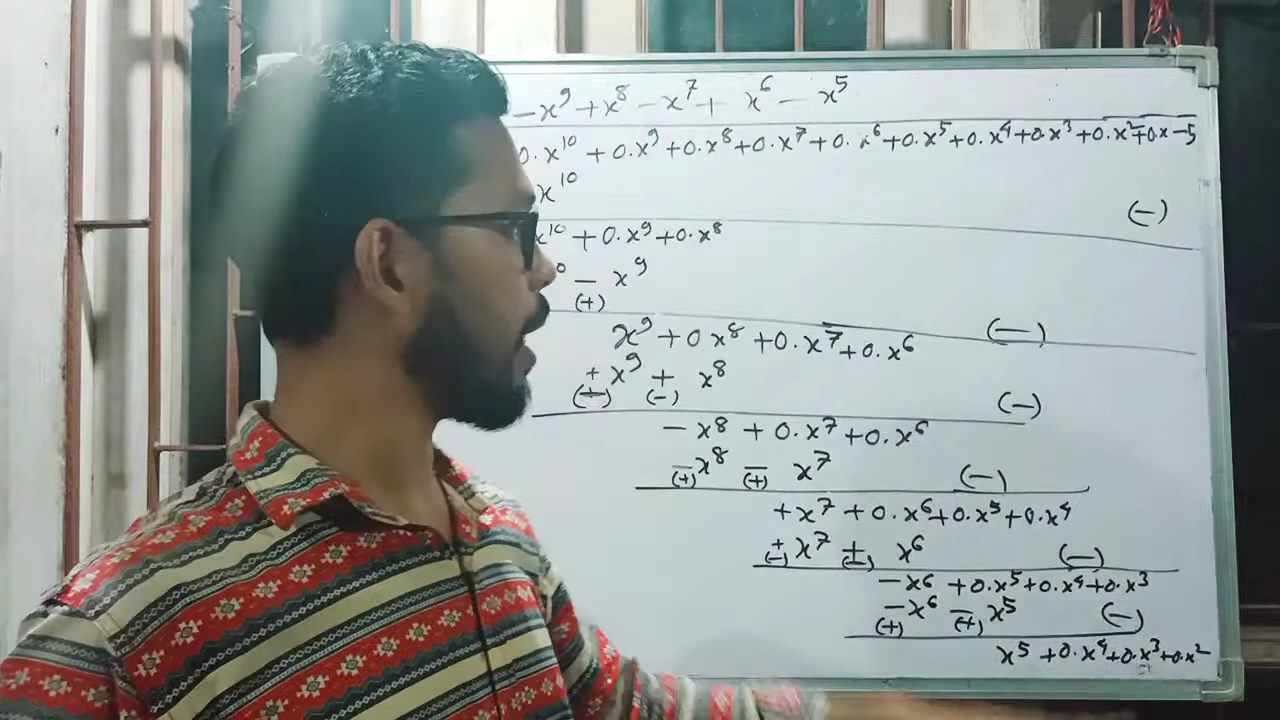 - x⁹ + x⁸ - x⁷ + x⁶ - x⁵
0.x¹⁰ + 0.x⁹ + 0.x⁸ + 0.x⁷ + 0.x⁶ + 0.x⁵ + 0.x⁴ + 0.x³ + 0.x² + 0.x - 5
x¹⁰
(-)
x¹⁰ + 0.x⁹ + 0.x⁸
- x⁹
(+)
(-)
x⁹ + 0x⁸ + 0.x⁷ + 0.x⁶
+ x⁹ + x⁸
(-) (-) (-)
- x⁸ + 0.x⁷ + 0.x⁶
- x⁸ - x⁷
(+) (+) (-)
+ x⁷ + 0.x⁶ + 0.x⁵ + 0.x⁴
+ x⁷ + x⁶
(-) (-) (-)
- x⁶ + 0.x⁵ + 0.x⁴ + 0.x³
- x⁶ - x⁵
(+) (+) (-)
x⁵ + 0.x⁴ + 0.x³ + 0.x²